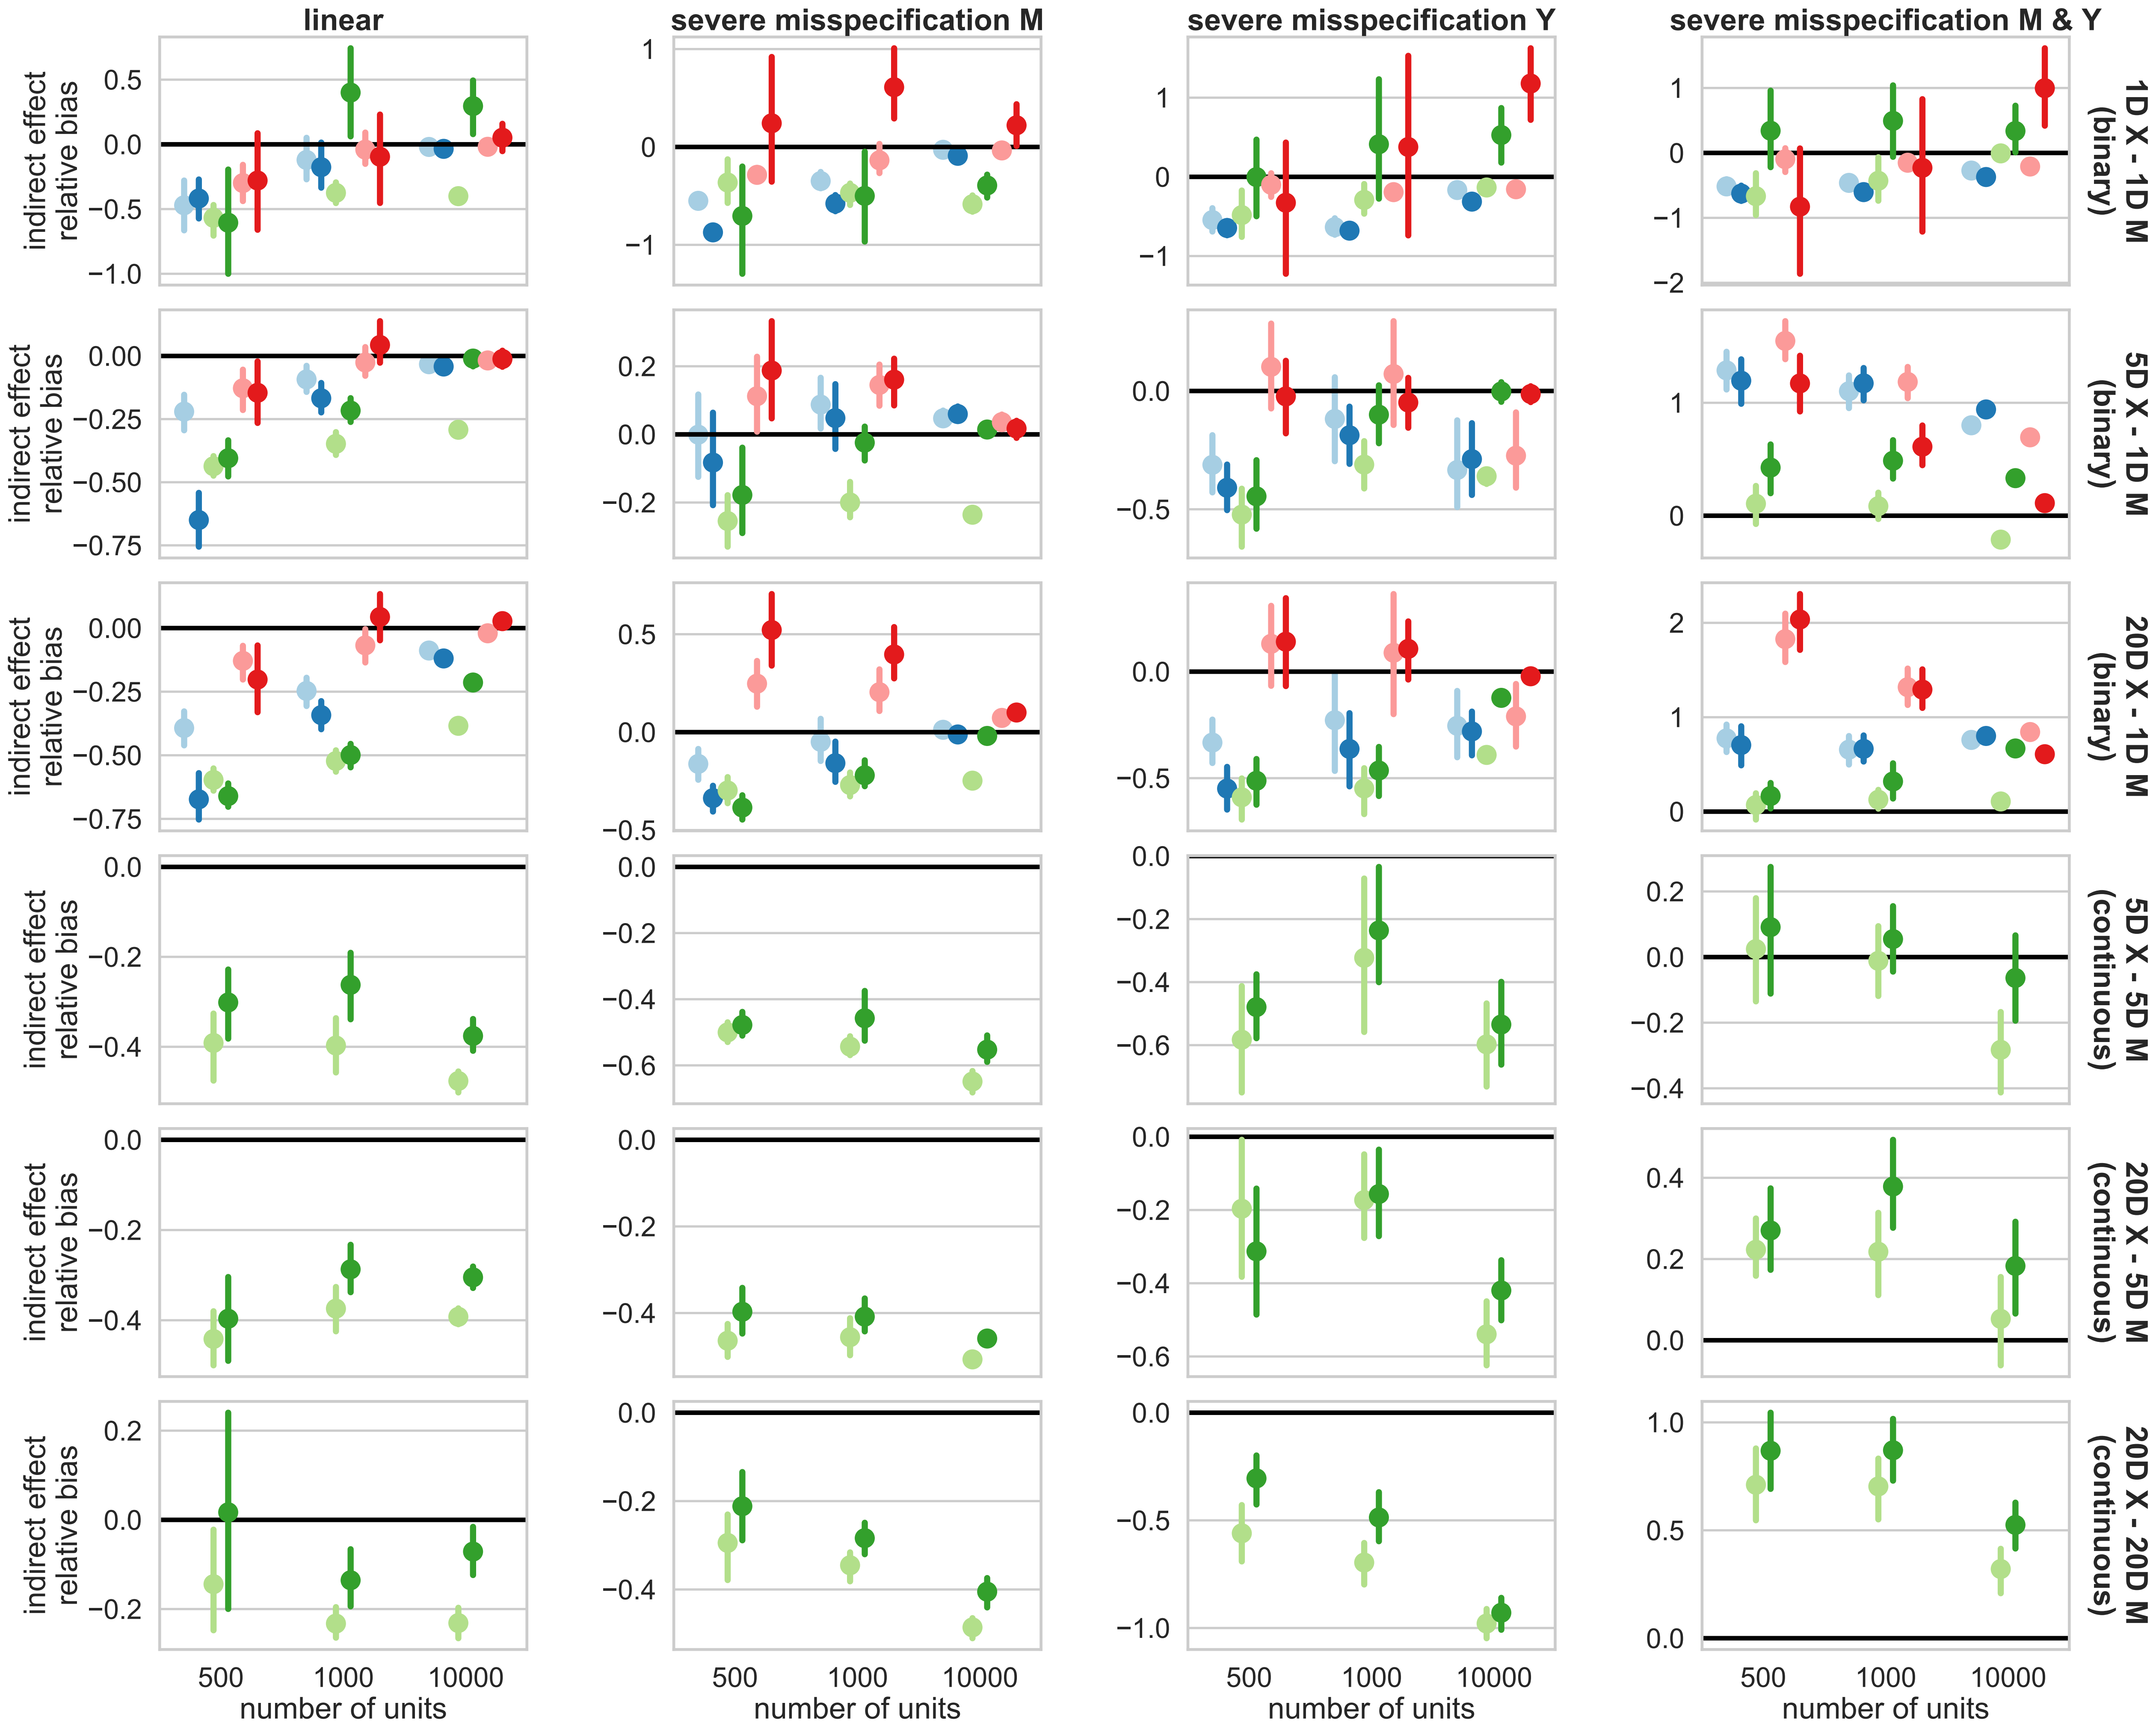 linear
severe misspecification M
severe misspecification Y
severe misspecification M & Y
indirect effect
relative bias
0.5
0.0
−0.5
−1.0
1
0
−1
1
0
−1
1
0
−1
−2
1D X - 1D M
(binary)
indirect effect
relative bias
0.00
−0.25
−0.50
−0.75
0.2
0.0
−0.2
0.0
−0.5
1
0
5D X - 1D M
(binary)
indirect effect
relative bias
0.00
−0.25
−0.50
−0.75
0.5
0.0
−0.5
0.0
−0.5
2
1
0
20D X - 1D M
(binary)
indirect effect
relative bias
0.0
−0.2
−0.4
0.0
−0.2
−0.4
−0.6
0.0
−0.2
−0.4
−0.6
0.2
0.0
−0.2
−0.4
5D X - 5D M
(continuous)
indirect effect
relative bias
0.0
−0.2
−0.4
0.0
−0.2
−0.4
0.0
−0.2
−0.4
−0.6
0.4
0.2
0.0
20D X - 5D M
(continuous)
indirect effect
relative bias
0.2
0.0
−0.2
0.0
−0.2
−0.4
0.0
−0.5
−1.0
1.0
0.5
0.0
20D X - 20D M
(continuous)
500 1000 10000
number of units
500 1000 10000
number of units
500 1000 10000
number of units
500 1000 10000
number of units